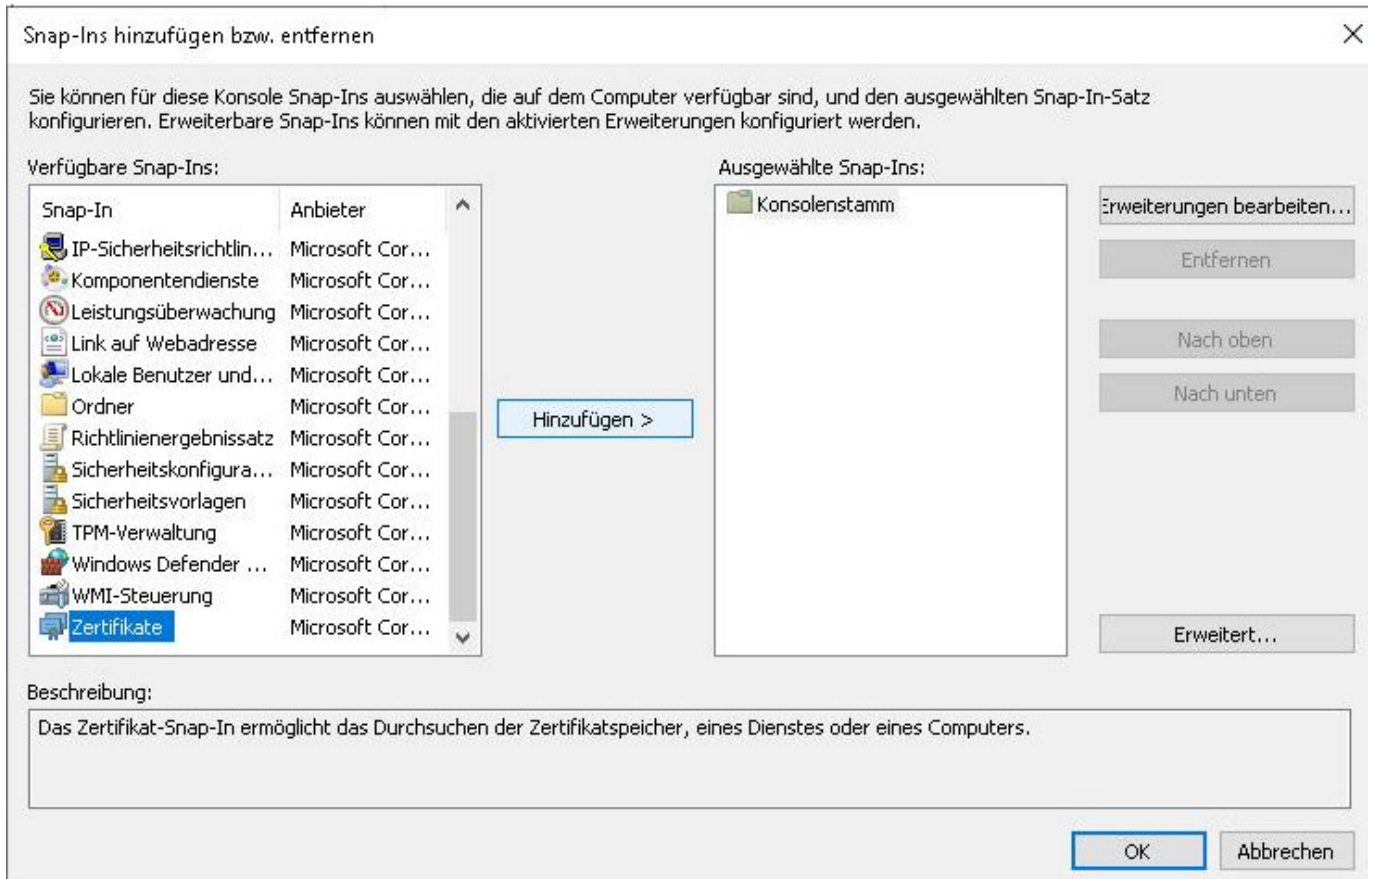 Snap-Ins hinzufügen bzw. entfernen
Sie können für diese Konsole Snap-Ins auswählen, die auf dem Computer verfügbar sind, und den ausgewählten Snap-In-Satz
konfigurieren. Erweiterbare Snap-Ins können mit den aktivierten Erweiterungen konfiguriert werden.
Verfügbare Snap-Ins:
Snap-In Anbieter
IP-Sicherheitsrichtlin... Microsoft Cor...
Komponentendienste Microsoft Cor...
Leistungsüberwachung Microsoft Cor...
Link auf Webadresse Microsoft Cor...
Lokale Benutzer und... Microsoft Cor...
Ordner Microsoft Cor...
Richtlinienergebnissatz Microsoft Cor...
Sicherheitskonfigura... Microsoft Cor...
Sicherheitsvorlagen Microsoft Cor...
TPM-Verwaltung Microsoft Cor...
Windows Defender ... Microsoft Cor...
WMI-Steuerung Microsoft Cor...
Zertifikate Microsoft Cor...
Hinzufügen >
Ausgewählte Snap-Ins:
Konsolenstamm
Erweiterungen bearbeiten...
Entfernen
Nach oben
Nach unten
Erweitert...
Beschreibung:
Das Zertifikat-Snap-In ermöglicht das Durchsuchen der Zertifikatspeicher, eines Dienstes oder eines Computers.
OK Abbrechen